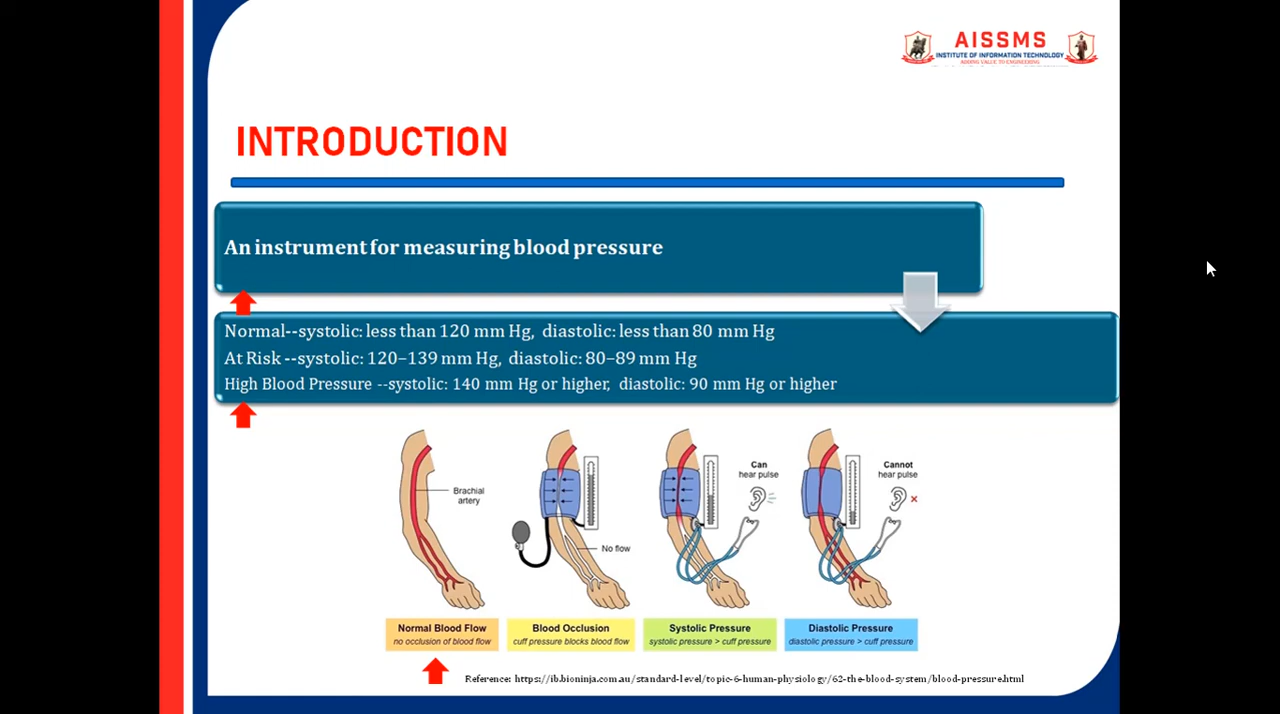 AISSMS
INSTITUTE OF INFORMATION TECHNOLOGY
ADDING VALUE TO ENGINEERING
INTRODUCTION
An instrument for measuring blood pressure
Normal--systolic: less than 120 mm Hg, diastolic: less than 80 mm Hg
At Risk --systolic: 120–139 mm Hg, diastolic: 80–89 mm Hg
High Blood Pressure --systolic: 140 mm Hg or higher, diastolic: 90 mm Hg or higher
Brachial
artery
No flow
Can
hear pulse
Cannot
hear pulse
Normal Blood Flow
no occlusion of blood flow
Blood Occlusion
cuff pressure blocks blood flow
Systolic Pressure
systolic pressure > cuff pressure
Diastolic Pressure
diastolic pressure > cuff pressure
Reference: https://ib.bioninja.com.au/standard-level/topic-6-human-physiology/62-the-blood-system/blood-pressure.html